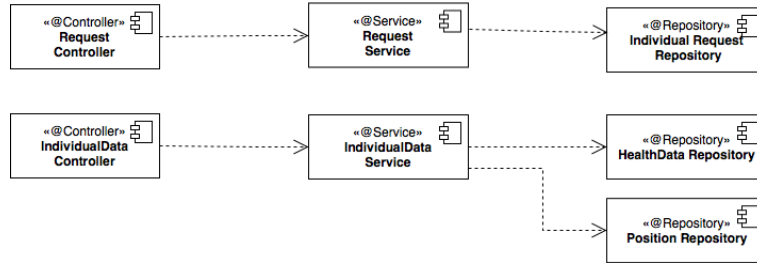 «@Controller»
Request
Controller
«@Service»
Request
Service
«@Repository»
Individual Request
Repository
«@Controller»
IndividualData
Controller
«@Service»
IndividualData
Service
«@Repository»
HealthData Repository
«@Repository»
Position Repository